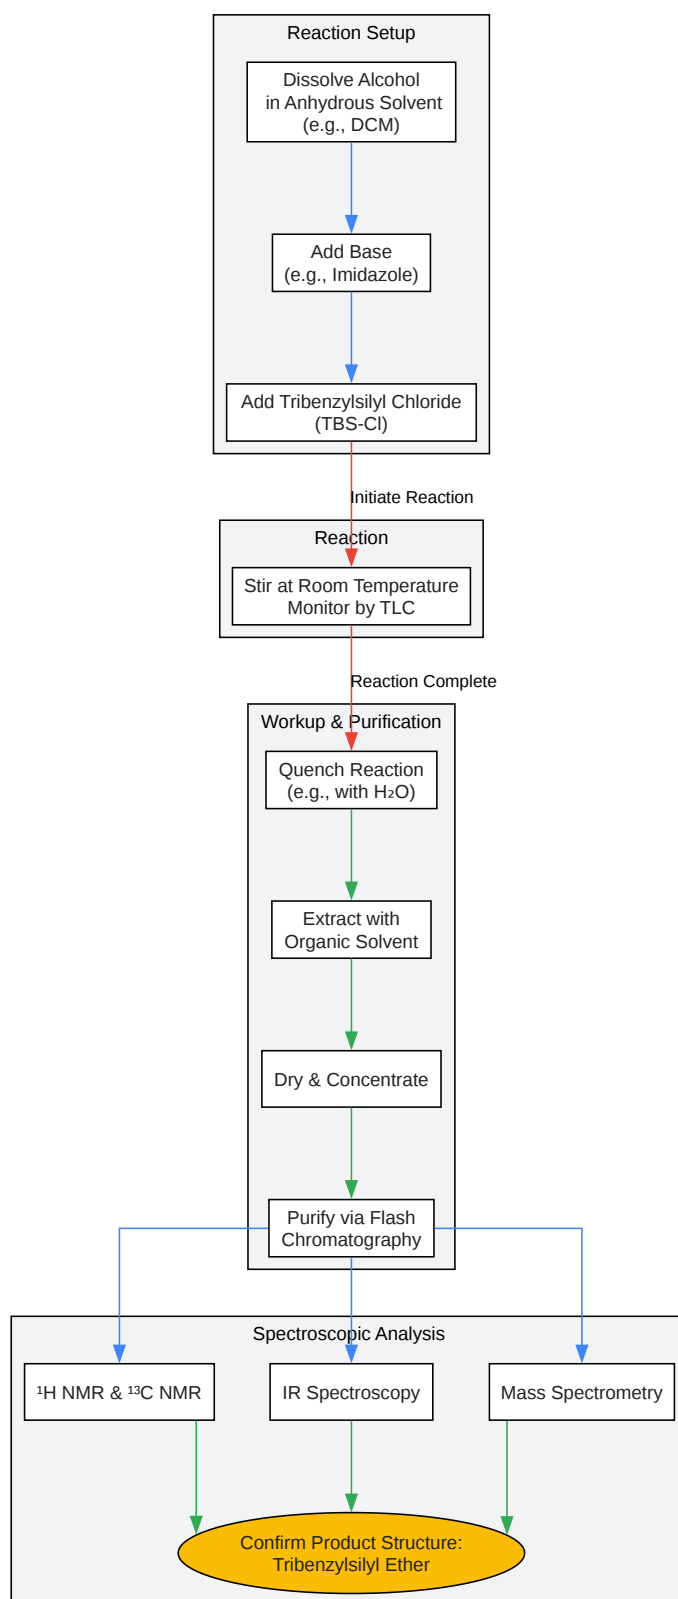 Reaction Setup
Dissolve Alcohol
in Anhydrous Solvent
(e.g., DCM)
Add Base
(e.g., Imidazole)
Add Tribenzylsilyl Chloride
(TBS-Cl)
Initiate Reaction
Reaction
Stir at Room Temperature
Monitor by TLC
Reaction Complete
Workup & Purification
Quench Reaction
(e.g., with H₂O)
Extract with
Organic Solvent
Dry & Concentrate
Purify via Flash
Chromatography
Spectroscopic Analysis
¹H NMR & ¹³C NMR
IR Spectroscopy
Mass Spectrometry
Confirm Product Structure:
Tribenzylsilyl Ether